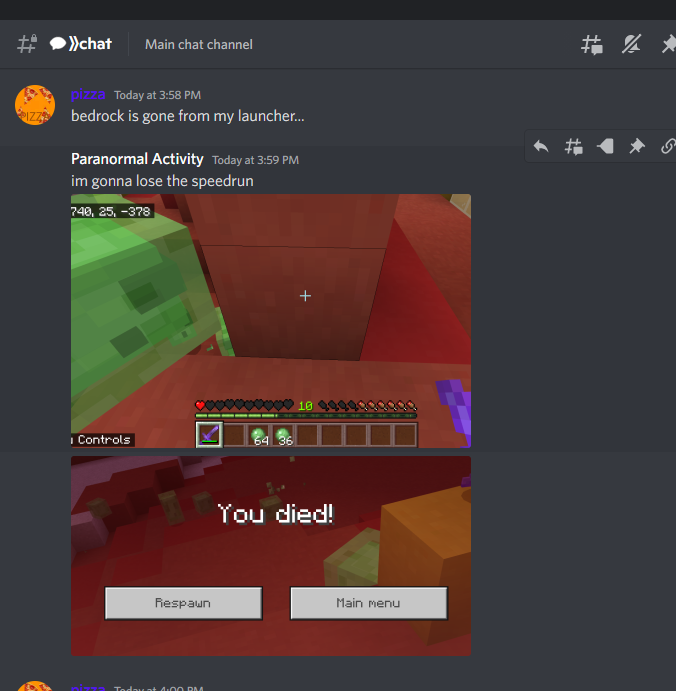 »chat Main chat channel
pizza Today at 3:58 PM
IZZ
bedrock is gone from my launcher...
Paranormal Activity Today at 3:59 PM
im gonna lose the speedrun
740, 25, -378
10
64 36
Controls
You died!
Respawn Main menu
pizza Today at 4:00 PM